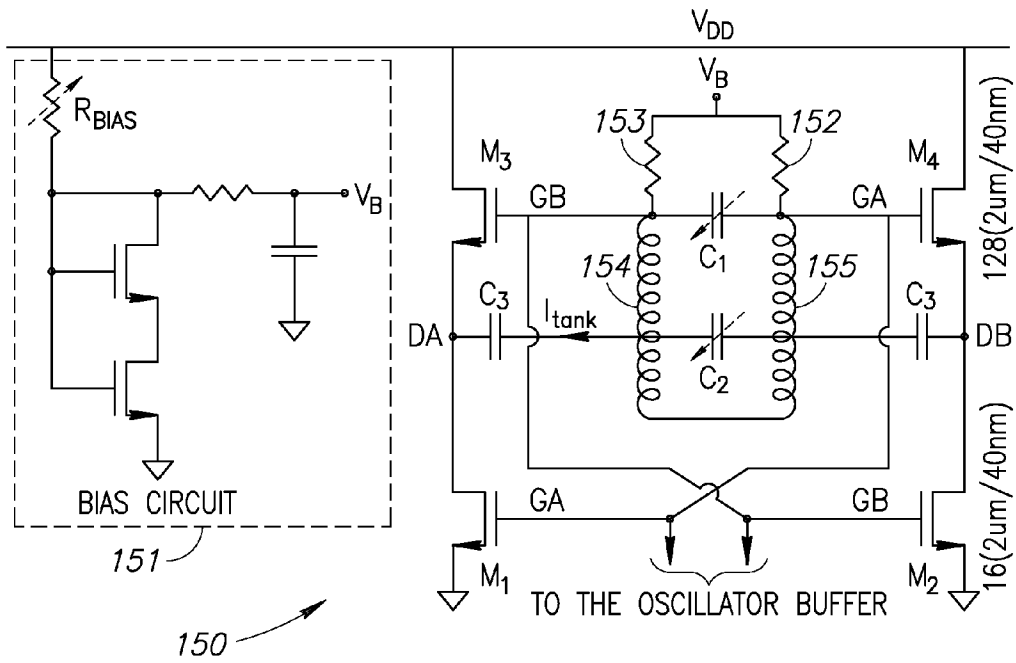 V_DD
R_BIAS
V_B
BIAS CIRCUIT
151
150
V_B
153
152
M_3
GB
GA
M_4
C_1
154
155
128(2um/40nm)
C_3
I_tank
C_3
DA
C_2
DB
GA
GB
M_1
M_2
16(2um/40nm)
TO THE OSCILLATOR BUFFER